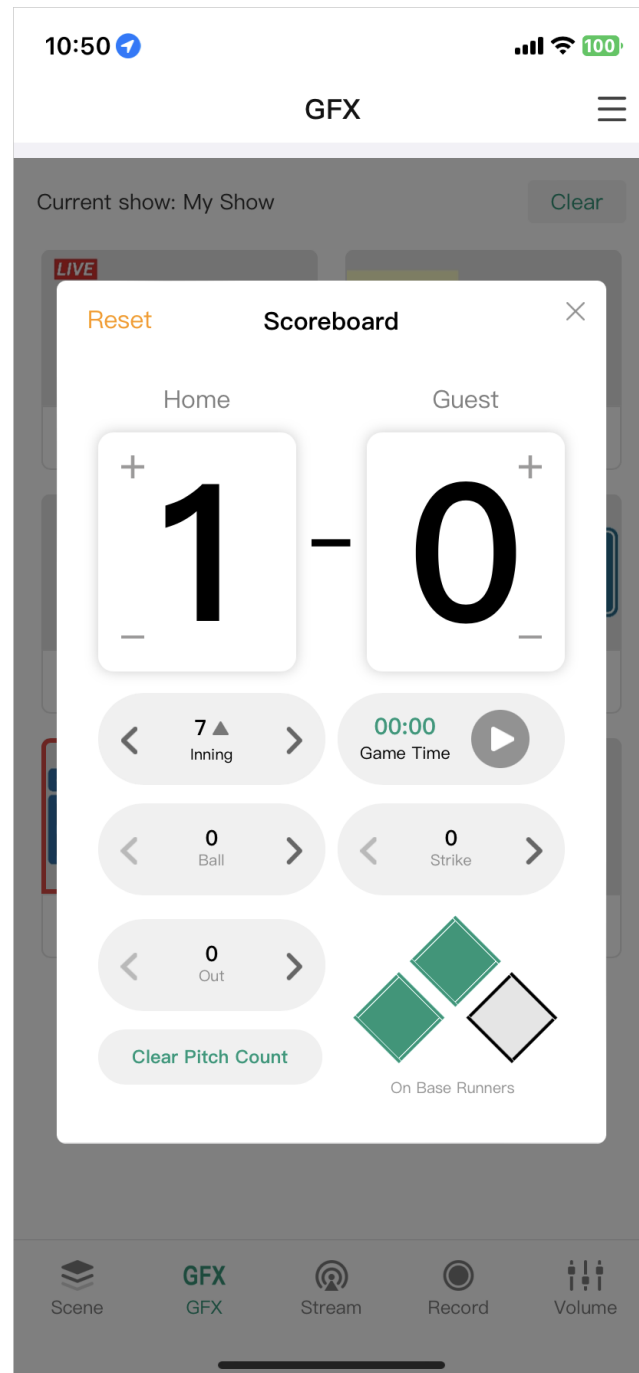 10:50
100
GFX
Current show: My Show
Clear
LIVE
Reset
Scoreboard
Home
Guest
+
+
1
-
0
−
−
7 ▲
Inning
00:00
Game Time
0
Ball
0
Strike
0
Out
Clear Pitch Count
On Base Runners
GFX
Scene
GFX
Stream
Record
Volume